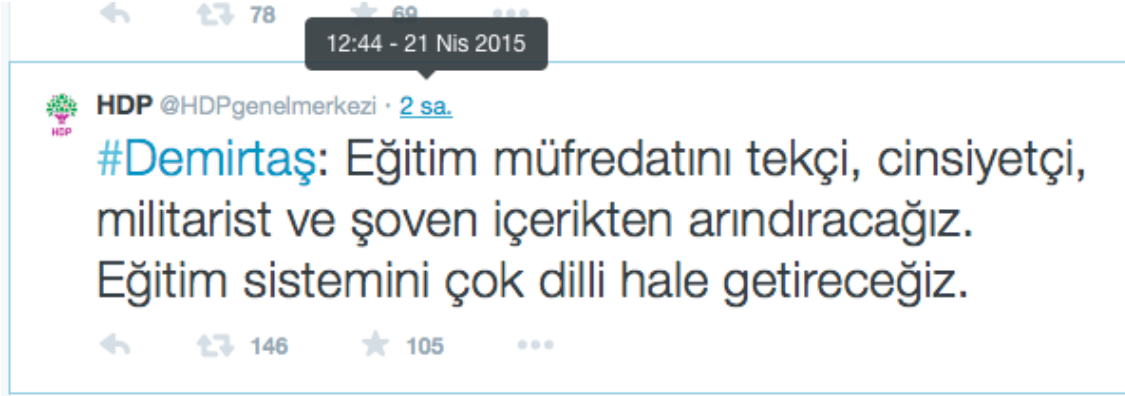 78 69
12:44 - 21 Nis 2015
HDP @HDPgenelmerkezi · 2 sa.
HDP
#Demirtaş: Eğitim müfredatını tekçi, cinsiyetçi,
militarist ve şoven içerikten arındıracağız.
Eğitim sistemini çok dilli hale getireceğiz.
146 105